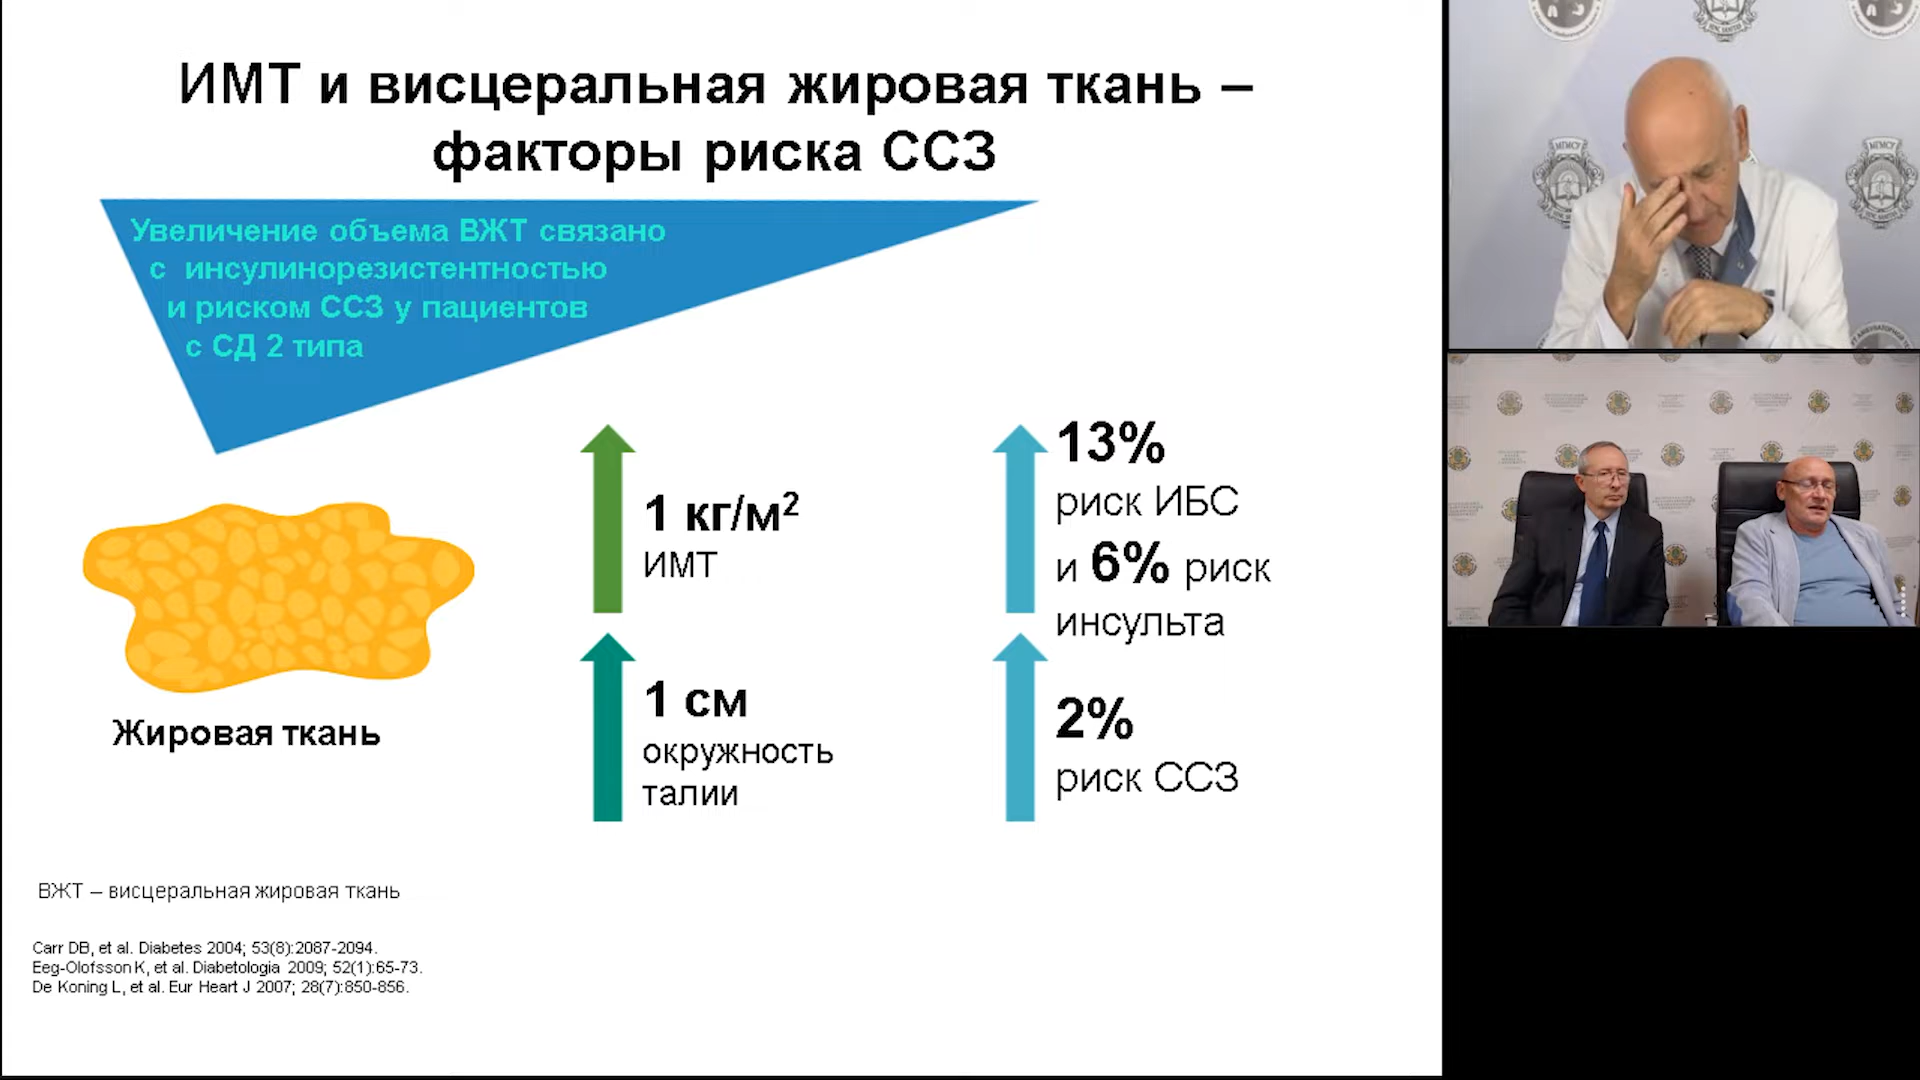 ИМТ и висцеральная жировая ткань –
факторы риска ССЗ
Увеличение объема ВЖТ связано
с инсулинорезистентностью
и риском ССЗ у пациентов
с СД 2 типа
Жировая ткань
1 кг/м²
ИМТ
1 см
окружность
талии
13%
риск ИБС
и 6% риск
инсульта
2%
риск ССЗ
ВЖТ – висцеральная жировая ткань
Carr DB, et al. Diabetes 2004; 53(8):2087-2094.
Eeg-Olofsson K, et al. Diabetologia 2009; 52(1):65-73.
De Koning L, et al. Eur Heart J 2007; 28(7):850-856.
МГМСУ
МГМСУ